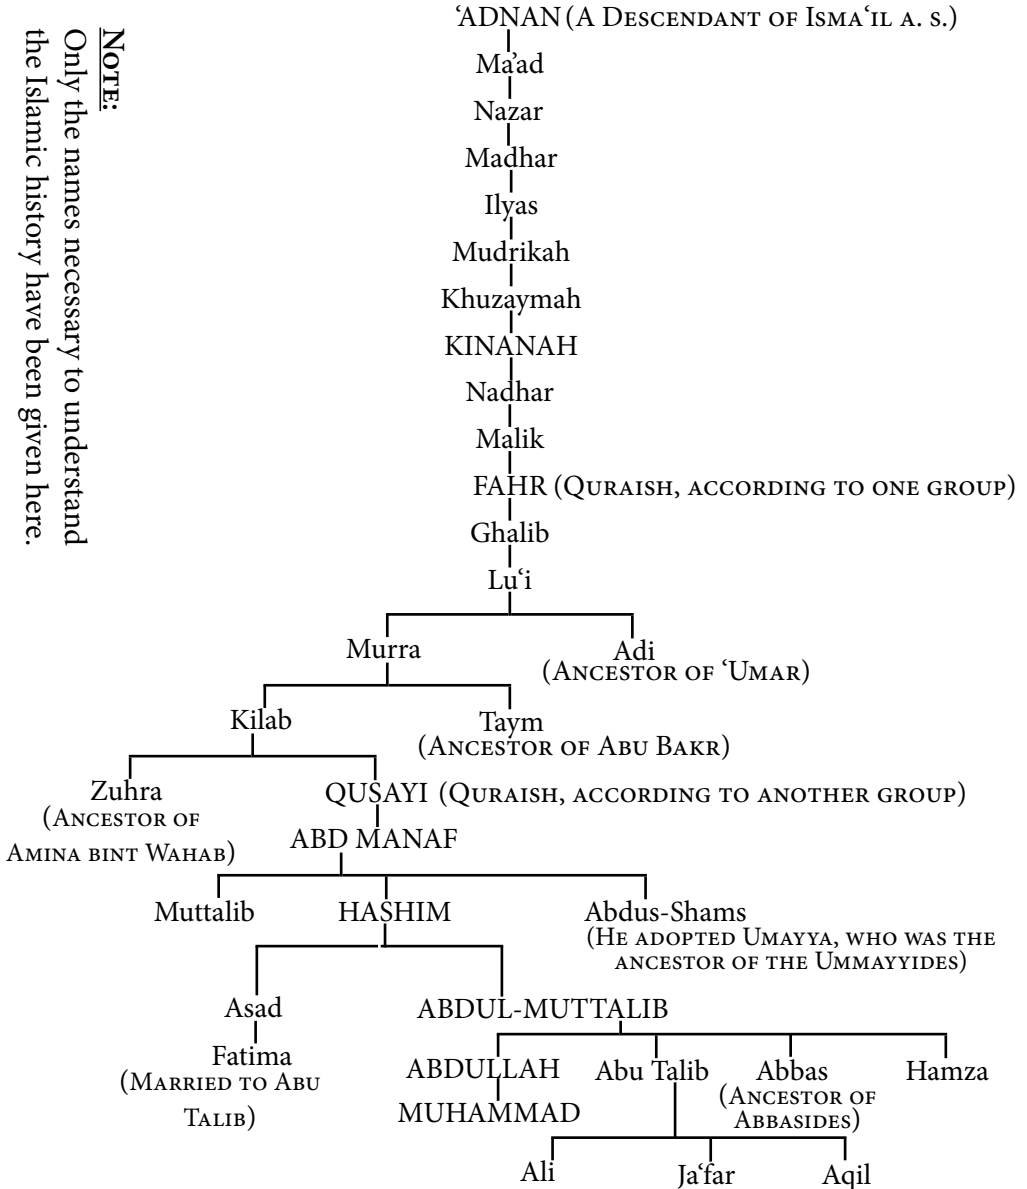 ‘ADNAN (A Descendant of Isma‘il a. s.)
Ma’ad
Nazar
Madhar
Ilyas
Mudrikah
Khuzaymah
KINANAH
Nadhar
Malik
FAHR (Quraish, according to one group)
Ghalib
Lu‘i
Note:
Only the names necessary to understand
the Islamic history have been given here.
Murra
Adi
(Ancestor of ‘Umar)
Kilab
Taym
(Ancestor of Abu Bakr)
Zuhra
(Ancestor of
Amina bint Wahab)
QUSAYI (Quraish, according to another group)
ABD MANAF
Muttalib
HASHIM
Abdus-Shams
(He adopted Umayya, who was the
ancestor of the Ummayyides)
Asad
ABDUL-MUTTALIB
Fatima
(Married to Abu
Talib)
ABDULLAH
Abu Talib
Abbas
(Ancestor of
Abbasides)
Hamza
MUHAMMAD
Ali
Ja‘far
Aqil